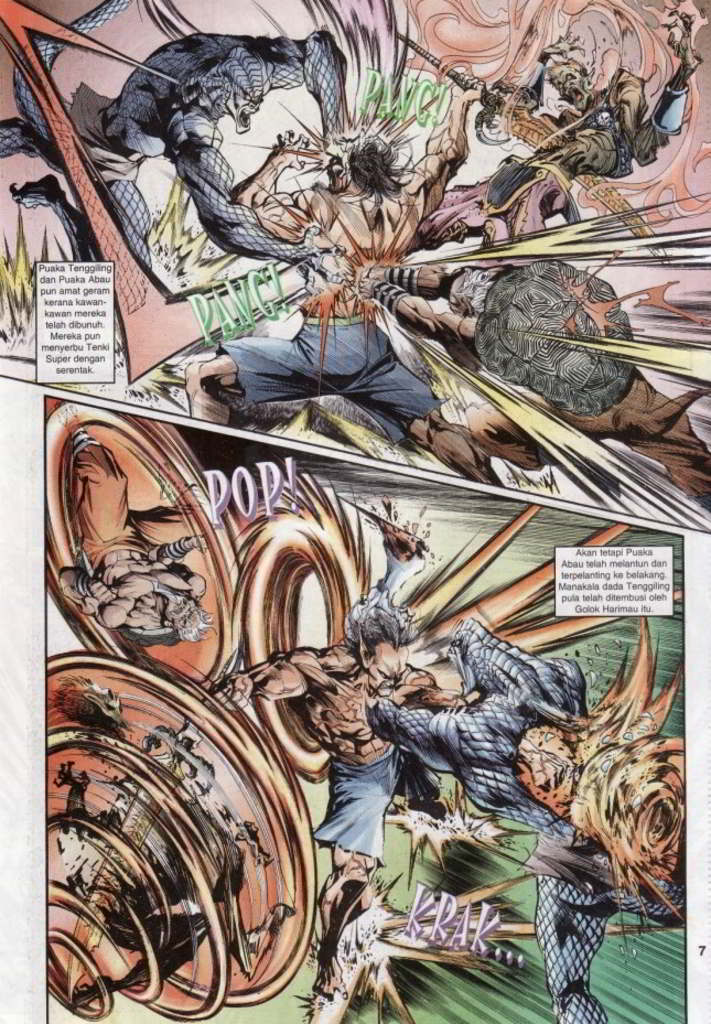 PANG!
PANG!
Puaka Tenggiling
dan Puaka Abau
pun amat geram
kerana kawan-
kawan mereka
telah dibunuh.
Mereka pun
menyerbu Tenki
Super dengan
serentak.
POP!
Akan tetapi Puaka
Abau telah melantun dan
terpelanting ke belakang.
Manakala dada Tenggiling
pula telah ditembusi oleh
Golok Harimau itu.
KRAK...
7